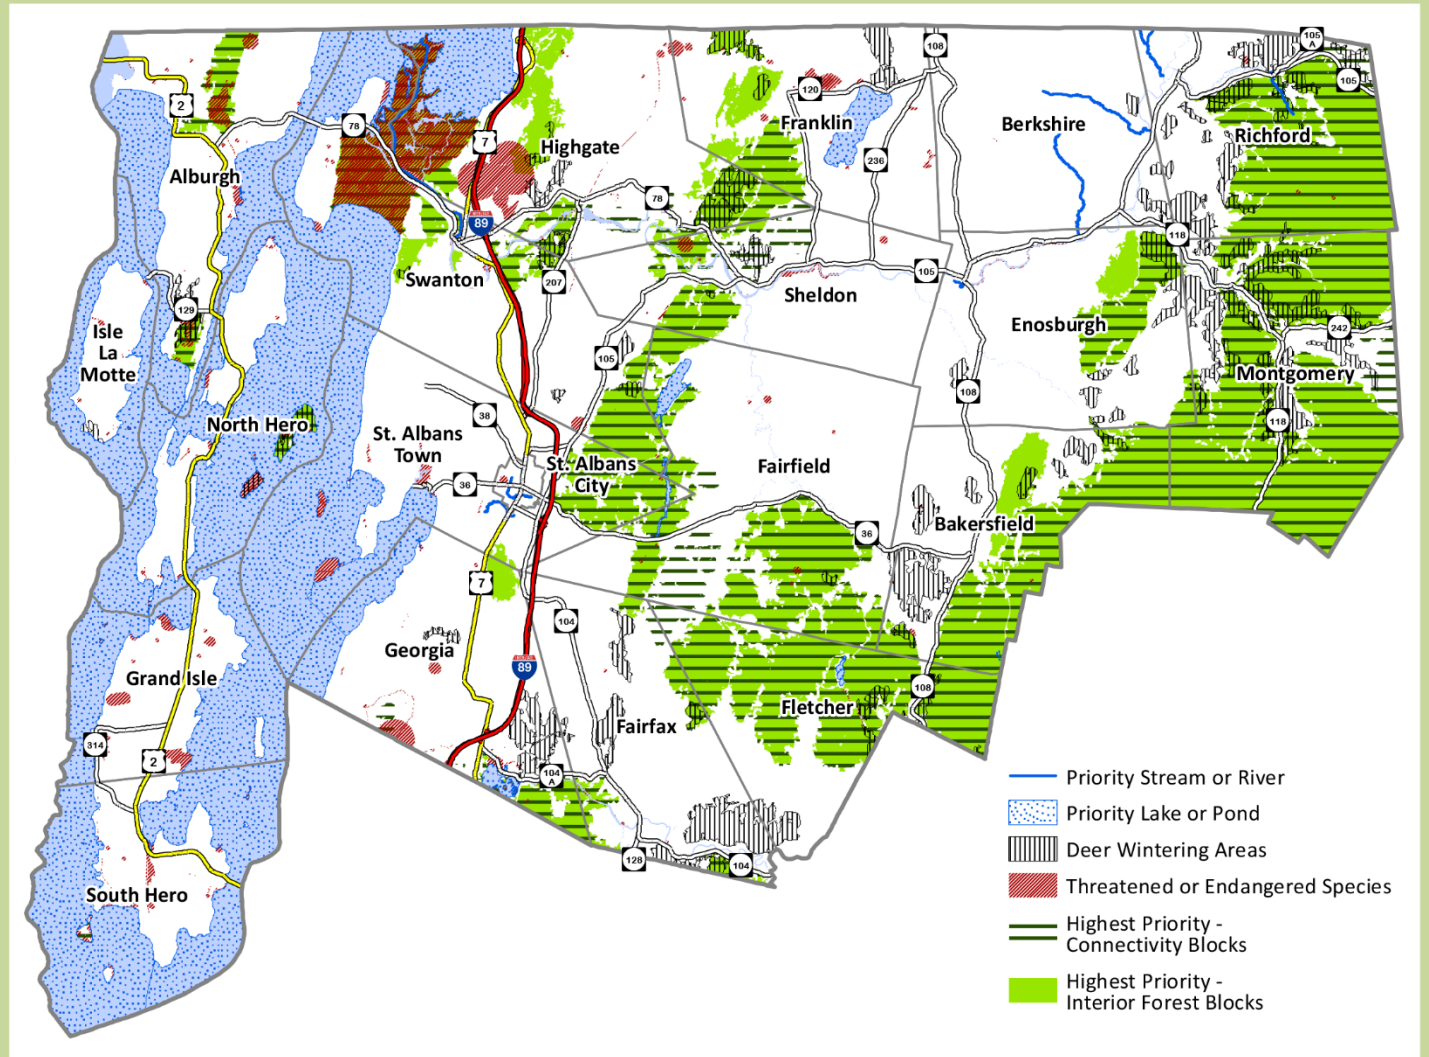 108
105
A
105
2
120
78
7
Franklin
Berkshire
Richford
Highgate
236
Alburgh
78
89
118
Swanton
207
105
Sheldon
129
Isle
La
Motte
Enosburgh
242
105
Montgomery
108
38
118
North Hero
St. Albans
Town
St. Albans
City
Fairfield
36
Bakersfield
36
7
104
Georgia
89
Grand Isle
108
Fletcher
Fairfax
314
2
104
A
128
104
South Hero
Priority Stream or River
Priority Lake or Pond
Deer Wintering Areas
Threatened or Endangered Species
Highest Priority -
Connectivity Blocks
Highest Priority -
Interior Forest Blocks